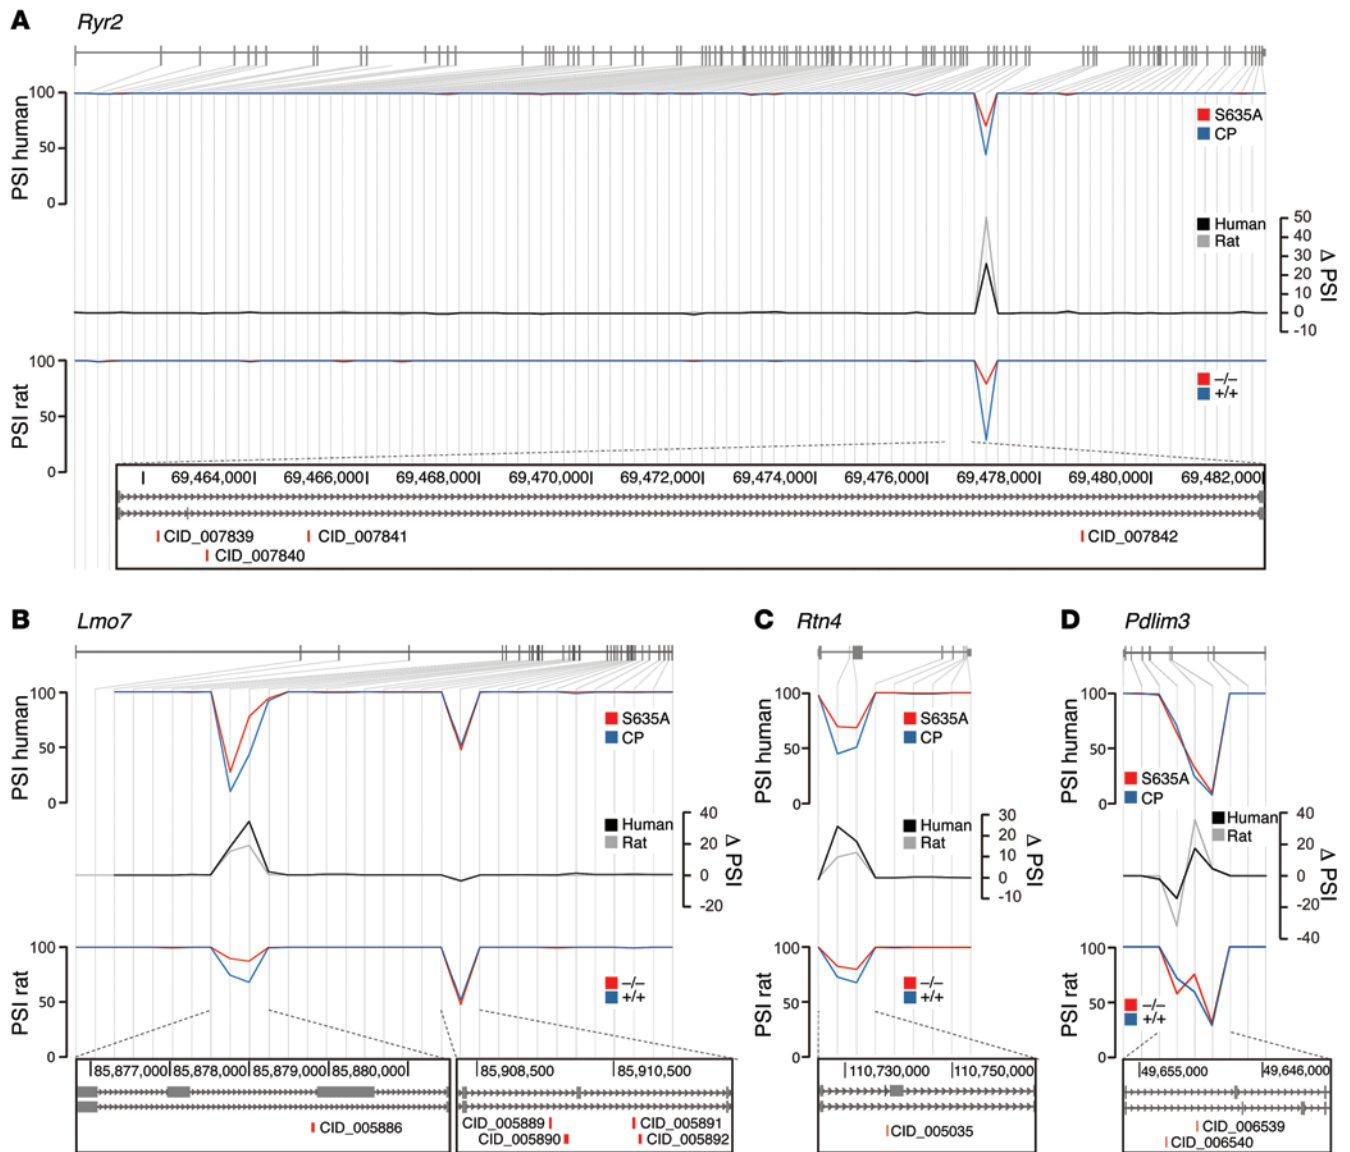 A Ryr2
100
50
0
PSI human
S635A
CP
Human
Rat
50
40
30
20
10
0
-10
Δ PSI
100
50
0
PSI rat
–/–
+/+
69,464,000 69,466,000 69,468,000 69,470,000 69,472,000 69,474,000 69,476,000 69,478,000 69,480,000 69,482,000
CID_007839 CID_007841 CID_007842
CID_007840
B Lmo7
100
50
0
PSI human
S635A
CP
Human
Rat
40
20
0
-20
Δ PSI
100
50
0
PSI rat
–/–
+/+
85,877,000 85,878,000 85,879,000 85,880,000
CID_005886
85,908,500 85,910,500
CID_005889 CID_005891
CID_005890 CID_005892
C Rtn4
100
50
0
PSI human
S635A
CP
Human
Rat
30
20
10
0
-10
Δ PSI
100
50
0
PSI rat
–/–
+/+
110,730,000 110,750,000
CID_005035
D Pdlim3
100
50
0
PSI human
S635A
CP
Human
Rat
40
20
0
-20
-40
Δ PSI
100
50
0
PSI rat
–/–
+/+
49,655,000 49,646,000
CID_006539
CID_006540